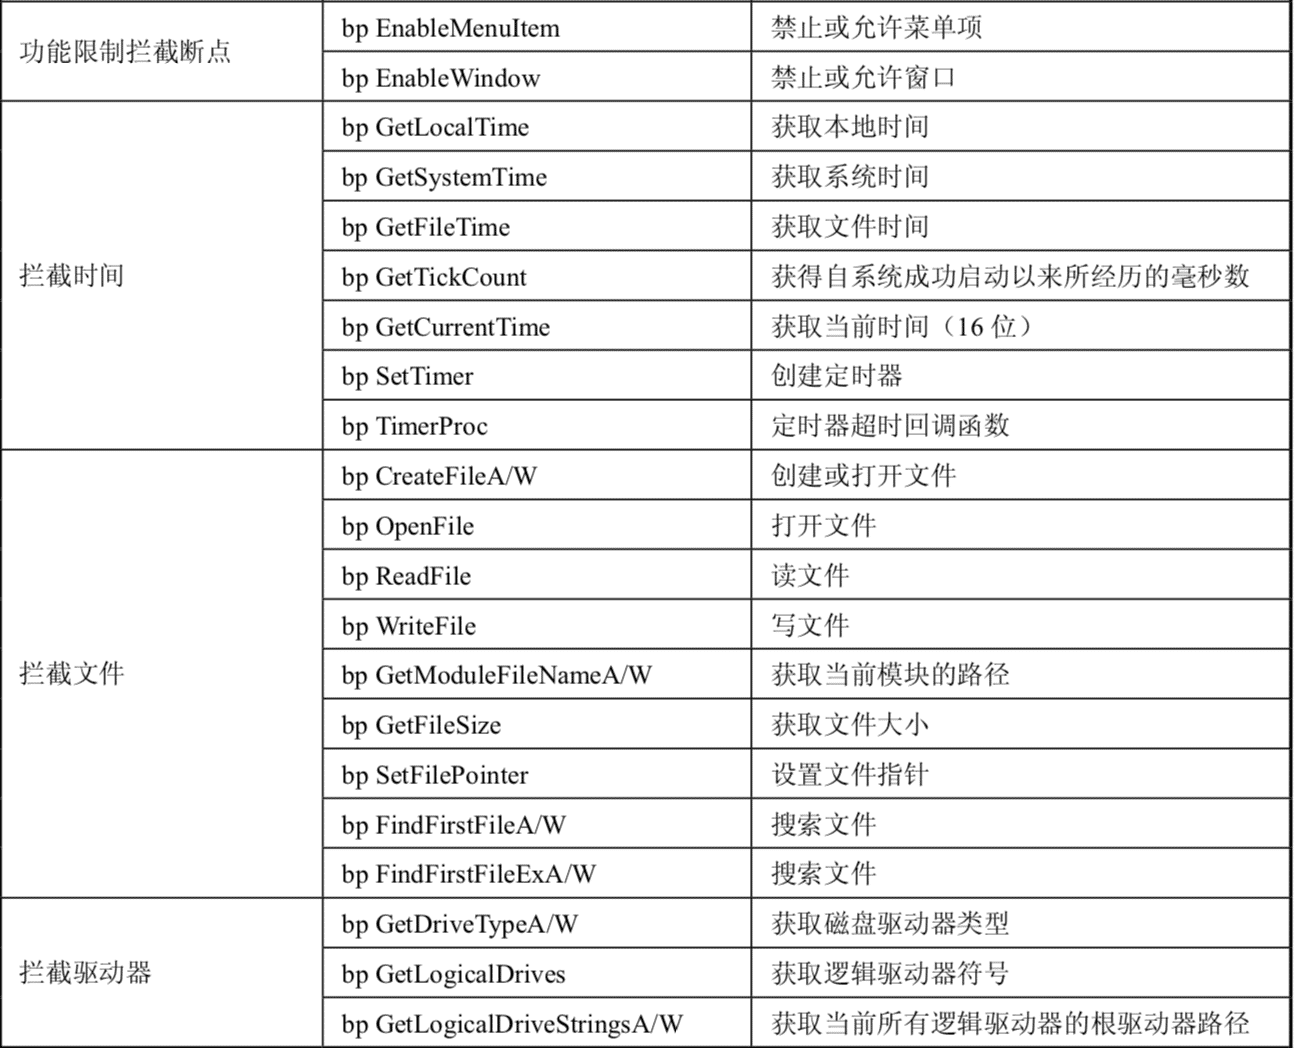 功能限制拦截断点
bp EnableMenuItem 禁止或允许菜单项
bp EnableWindow 禁止或允许窗口
拦截时间
bp GetLocalTime 获取本地时间
bp GetSystemTime 获取系统时间
bp GetFileTime 获取文件时间
bp GetTickCount 获得自系统成功启动以来所经历的毫秒数
bp GetCurrentTime 获取当前时间（16 位）
bp SetTimer 创建定时器
bp TimerProc 定时器超时回调函数
拦截文件
bp CreateFileA/W 创建或打开文件
bp OpenFile 打开文件
bp ReadFile 读文件
bp WriteFile 写文件
bp GetModuleFileNameA/W 获取当前模块的路径
bp GetFileSize 获取文件大小
bp SetFilePointer 设置文件指针
bp FindFirstFileA/W 搜索文件
bp FindFirstFileExA/W 搜索文件
拦截驱动器
bp GetDriveTypeA/W 获取磁盘驱动器类型
bp GetLogicalDrives 获取逻辑驱动器符号
bp GetLogicalDriveStringsA/W 获取当前所有逻辑驱动器的根驱动器路径